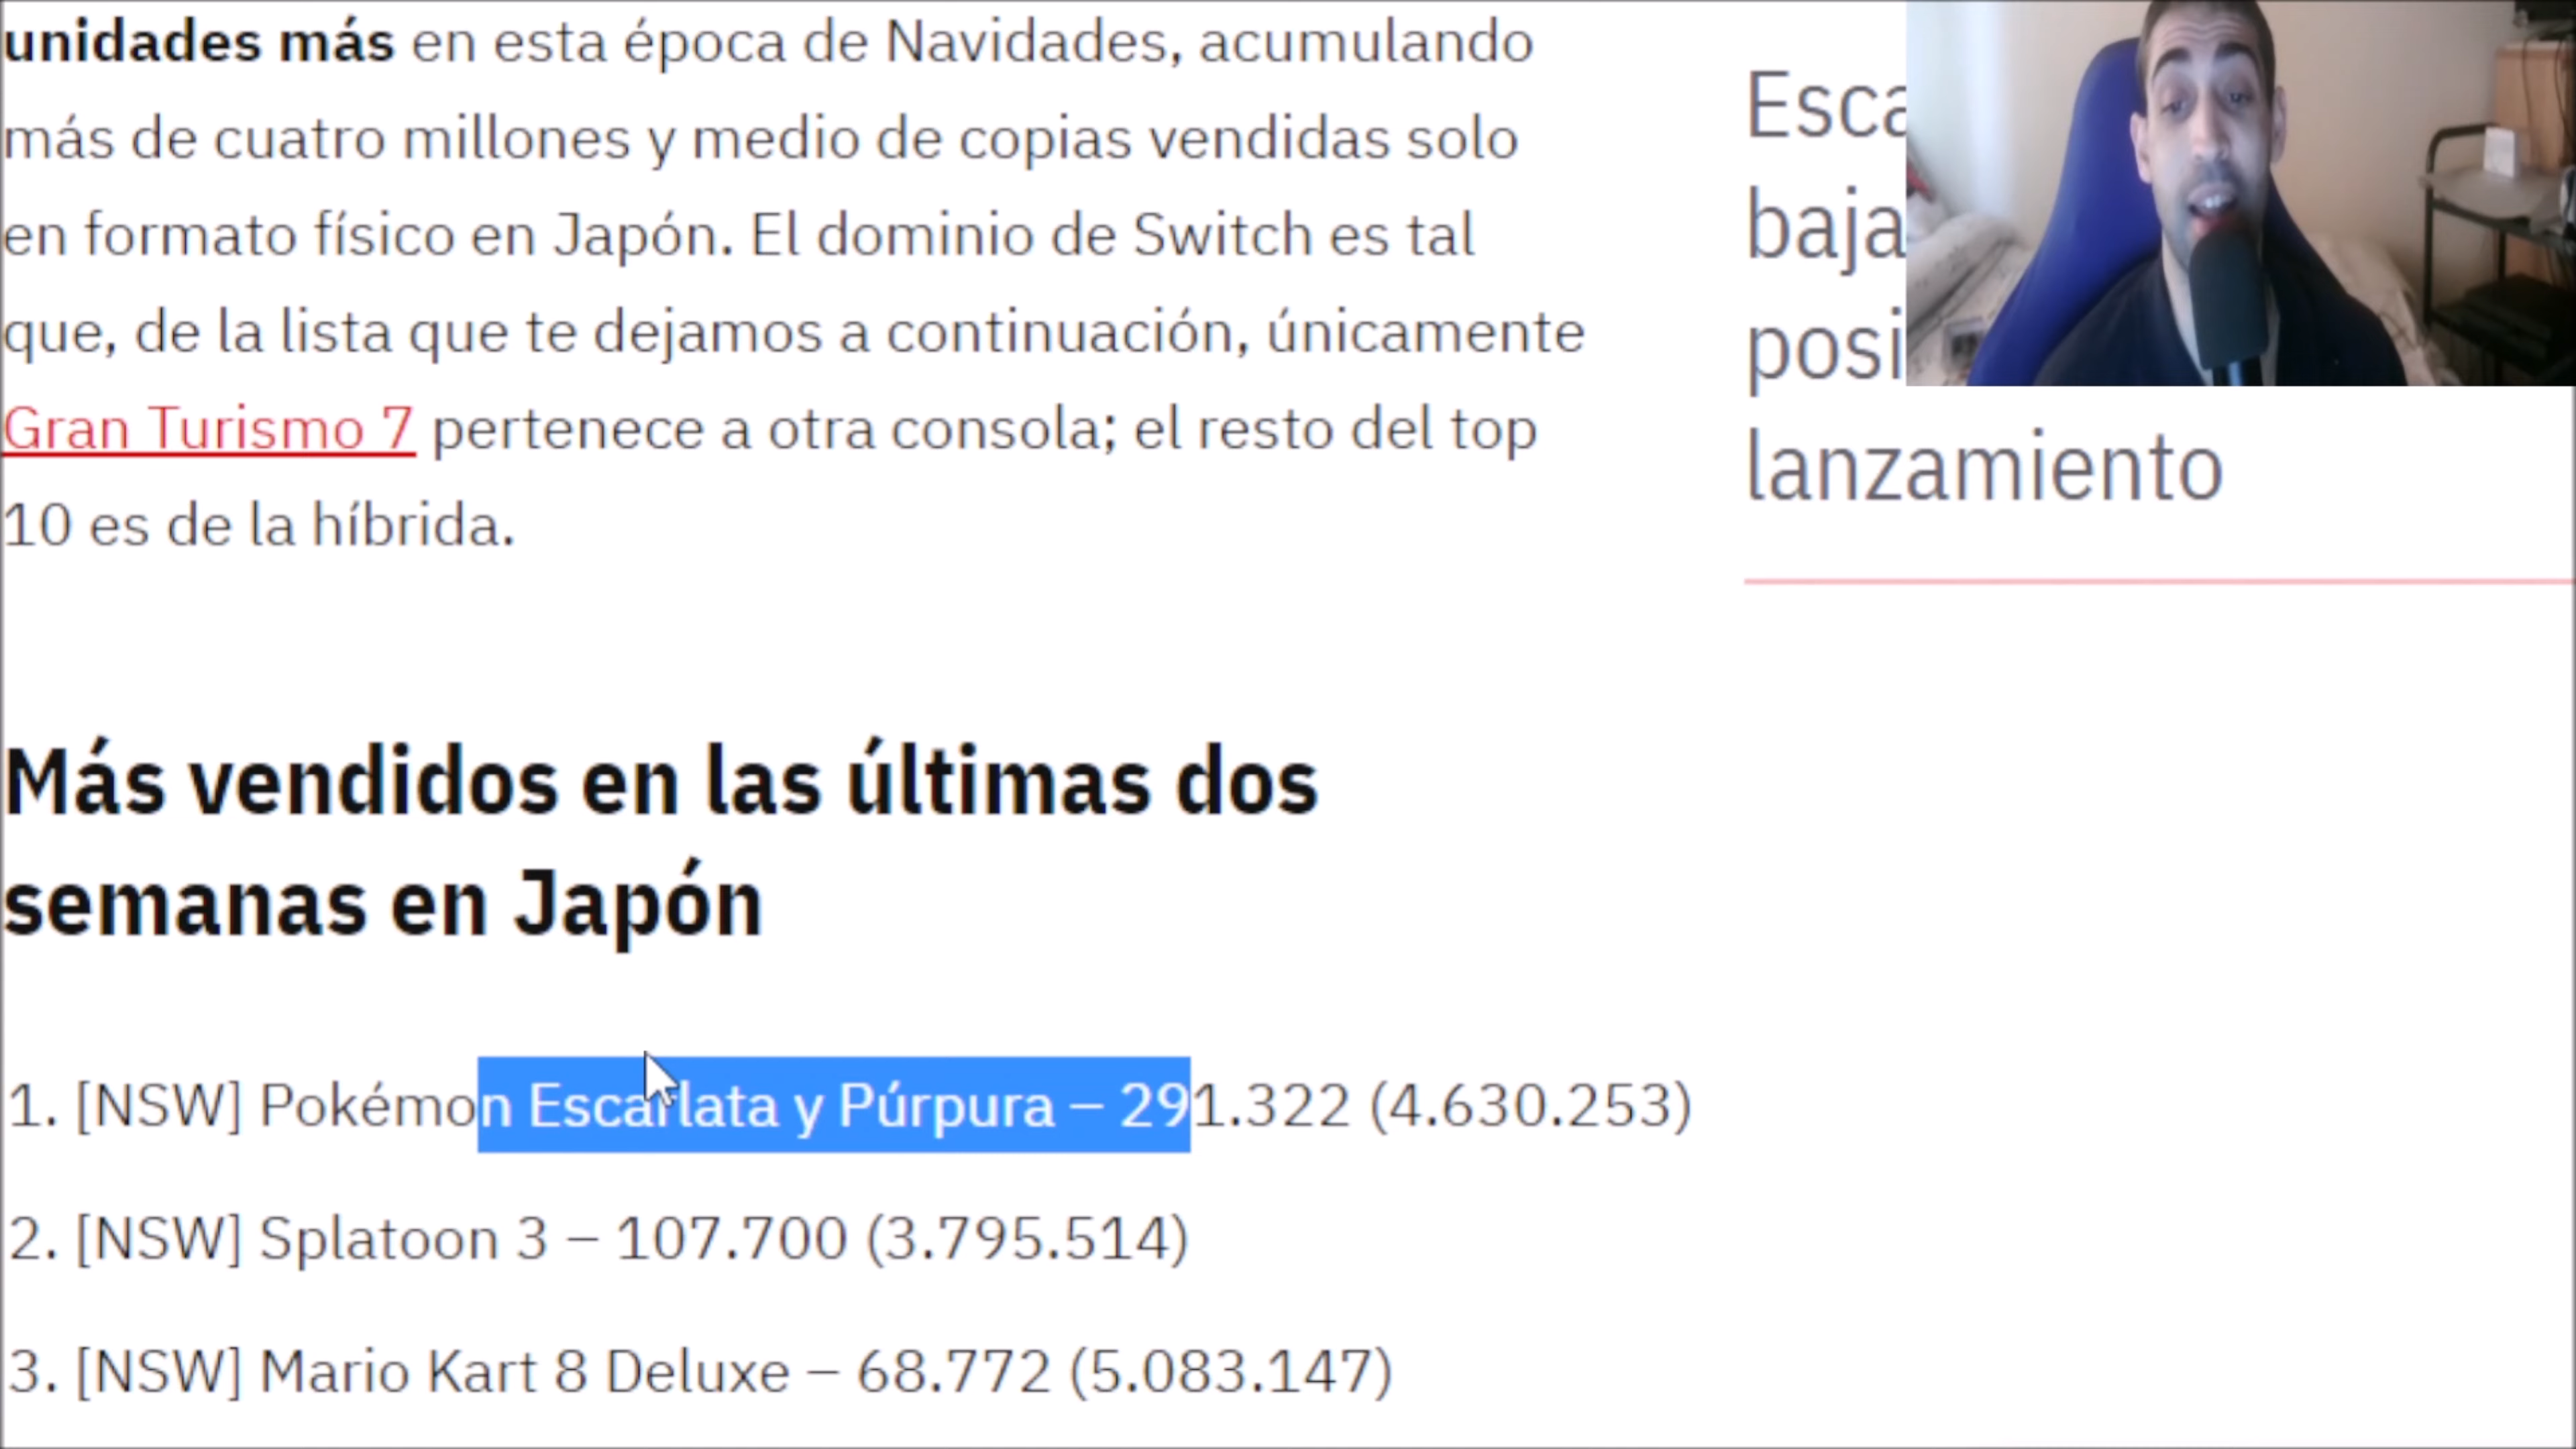 unidades más en esta época de Navidades, acumulando
más de cuatro millones y medio de copias vendidas solo
en formato físico en Japón. El dominio de Switch es tal
que, de la lista que te dejamos a continuación, únicamente
Gran Turismo 7 pertenece a otra consola; el resto del top
10 es de la híbrida.
Más vendidos en las últimas dos
semanas en Japón
1. [NSW] Pokémon Escarlata y Púrpura – 291.322 (4.630.253)
2. [NSW] Splatoon 3 – 107.700 (3.795.514)
3. [NSW] Mario Kart 8 Deluxe – 68.772 (5.083.147)
Esca
baja
posi
lanzamiento